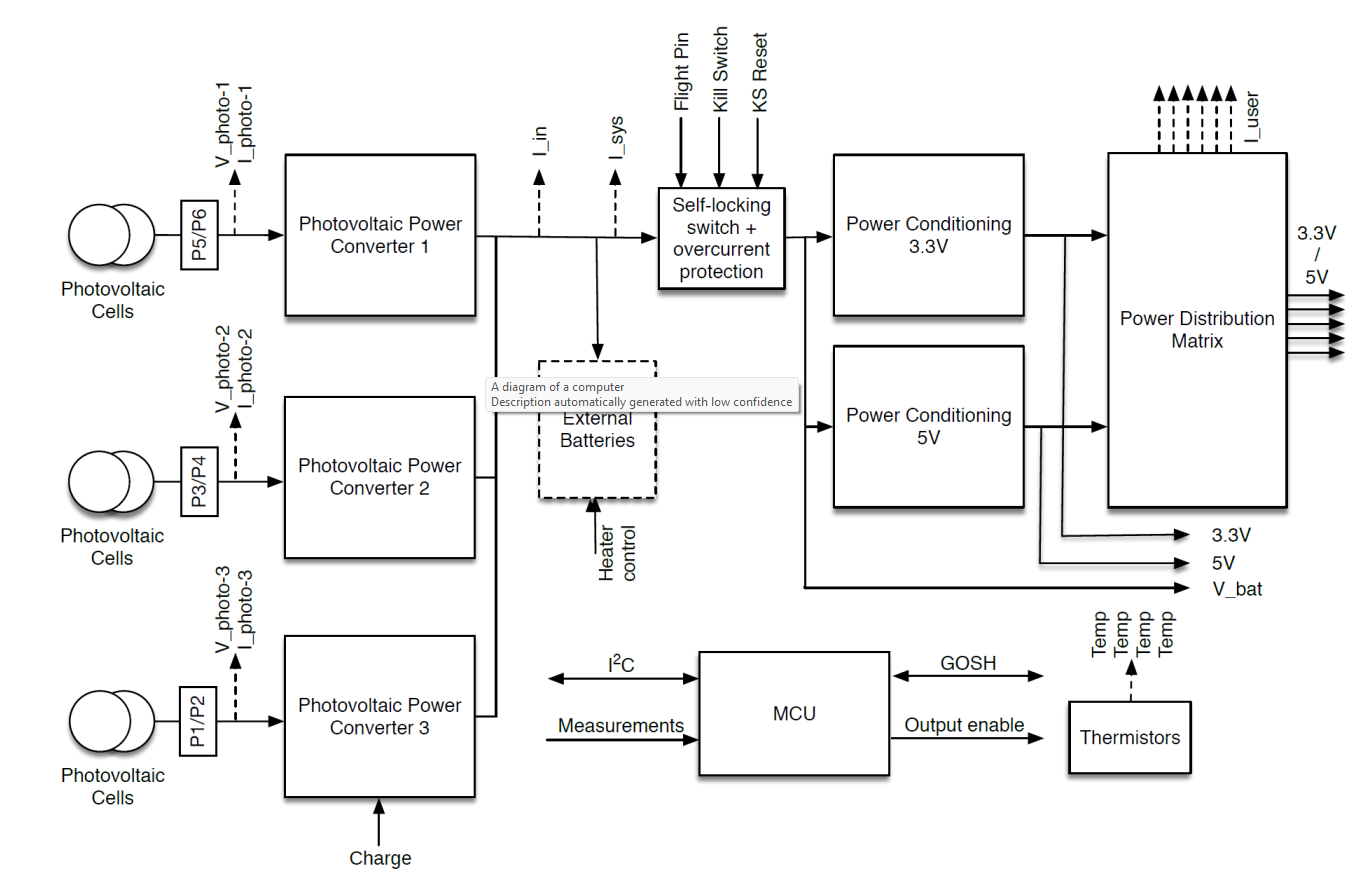 V_photo-1
I_photo-1
P5/P6
Photovoltaic
Cells
Photovoltaic Power
Converter 1
I_in
I_sys
Flight Pin
Kill Switch
KS Reset
Self-locking
switch +
overcurrent
protection
Power Conditioning
3.3V
I_user
Power Distribution
Matrix
3.3V
/
5V
V_photo-2
I_photo-2
P3/P4
Photovoltaic
Cells
Photovoltaic Power
Converter 2
A diagram of a computer
Description automatically generated with low confidence
External
Batteries
Heater
control
Power Conditioning
5V
3.3V
5V
V_bat
V_photo-3
I_photo-3
P1/P2
Photovoltaic
Cells
Photovoltaic Power
Converter 3
Charge
I²C
Measurements
MCU
GOSH
Output enable
Temp
Temp
Temp
Temp
Thermistors